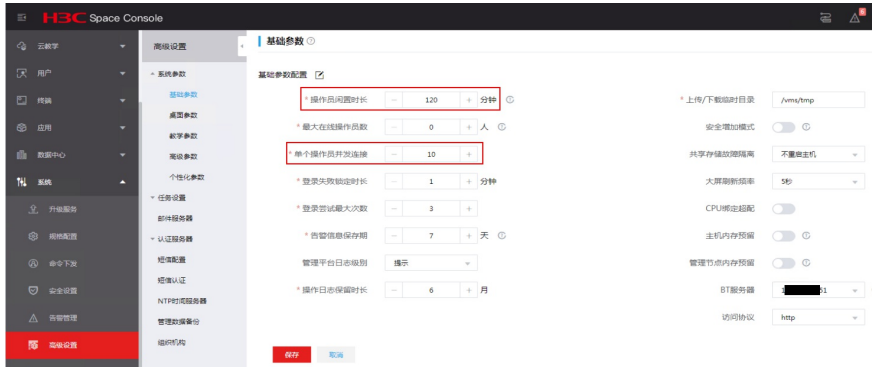 H3C Space Console
8
云教学
用户
终端
应用
数据中心
系统
升级服务
规格配置
命令下发
安全设置
告警管理
高级设置
高级设置
系统参数
基础参数
桌面参数
教学参数
高级参数
个性化参数
任务设置
邮件服务器
认证服务器
短信配置
短信认证
NTP时间服务器
管理数据备份
组织机构
基础参数
基础参数配置
* 操作员闲置时长 − 120 + 分钟
* 最大在线操作员数 − 0 + 人
* 单个操作员并发连接 − 10 +
* 登录失败锁定时长 − 1 + 分钟
* 登录尝试最大次数 − 3 +
* 告警信息保存期 − 7 + 天
管理平台日志级别 提示
* 操作日志保留时长 − 6 + 月
* 上传/下载临时目录 /vms/tmp
安全增加模式
共享存储故障隔离 不重启主机
大屏刷新频率 5秒
CPU绑定超配
主机内存预留
管理节点内存预留
BT服务器 1 51
访问协议 http
保存 取消